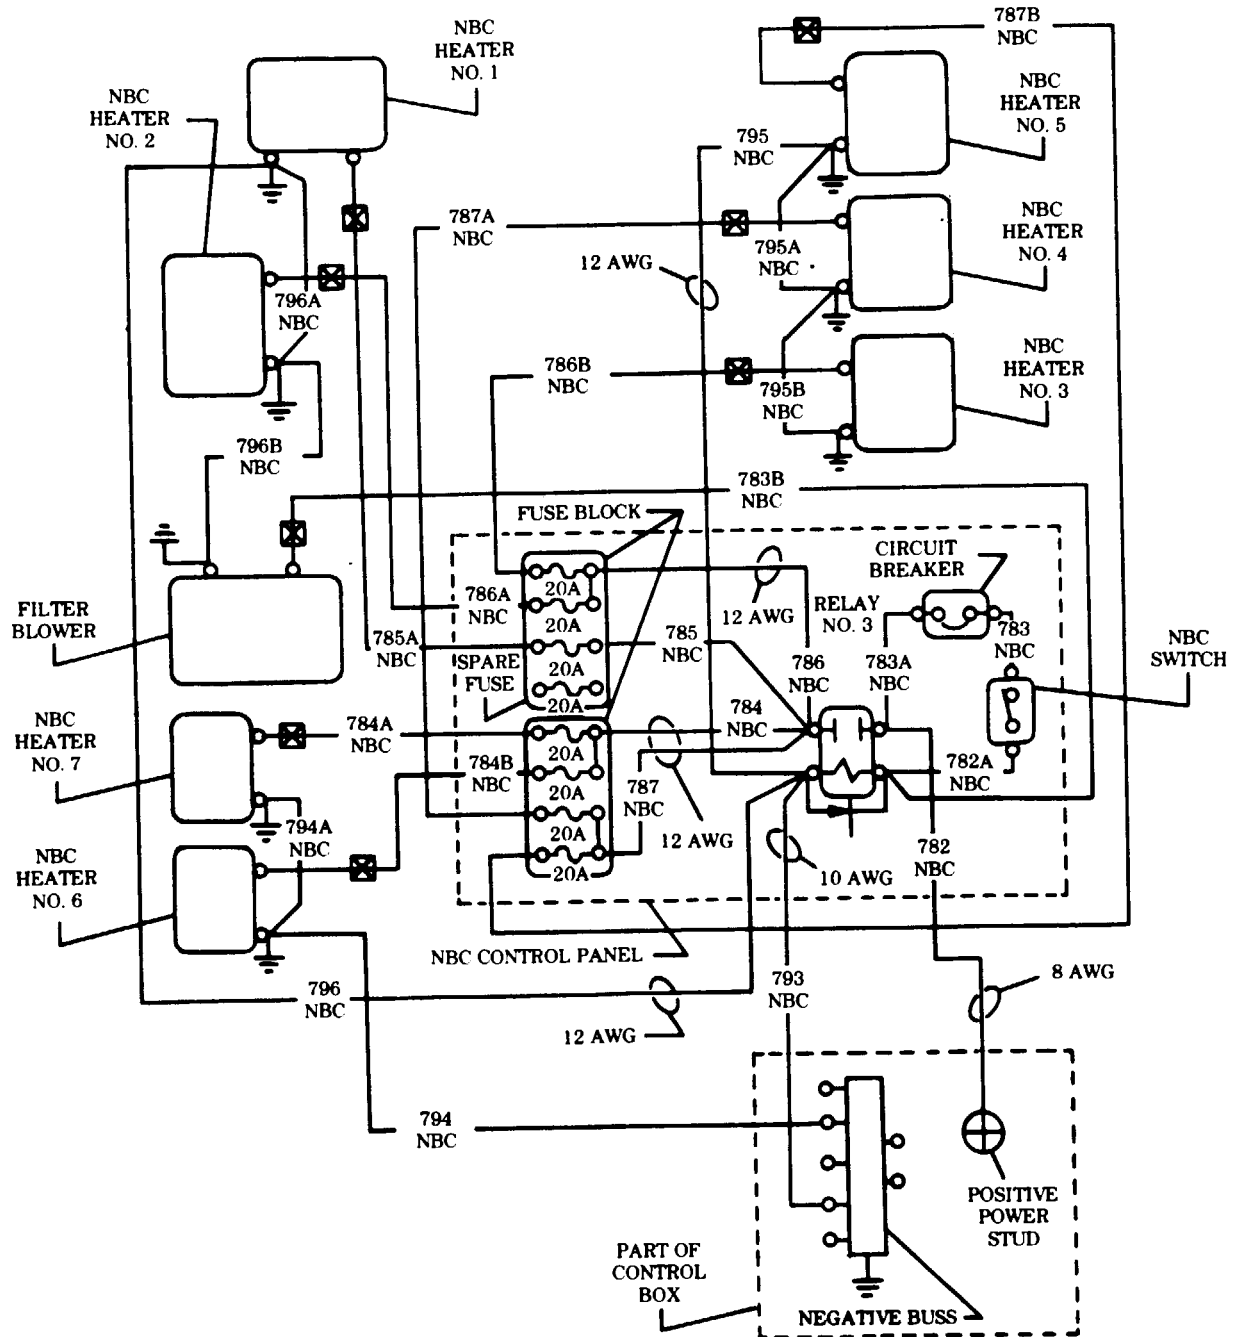 NBC
HEATER
NO. 1
NBC
HEATER
NO. 2
787B
NBC
NBC
HEATER
NO. 5
795
NBC
787A
NBC
12 AWG
795A
NBC
NBC
HEATER
NO. 4
796A
NBC
786B
NBC
795B
NBC
NBC
HEATER
NO. 3
796B
NBC
783B
NBC
FUSE BLOCK
CIRCUIT
BREAKER
FILTER
BLOWER
786A
NBC
20A
12 AWG
RELAY
NO. 3
783
NBC
NBC
SWITCH
785A
NBC
20A
785
NBC
786
NBC
783A
NBC
SPARE
FUSE
20A
20A
NBC
HEATER
NO. 7
784A
NBC
784
NBC
20A
784B
NBC
20A
787
NBC
782A
NBC
794A
NBC
20A
12 AWG
782
NBC
NBC
HEATER
NO. 6
20A
10 AWG
NBC CONTROL PANEL
796
NBC
793
NBC
8 AWG
12 AWG
794
NBC
POSITIVE
POWER
STUD
PART OF
CONTROL
BOX
NEGATIVE BUSS